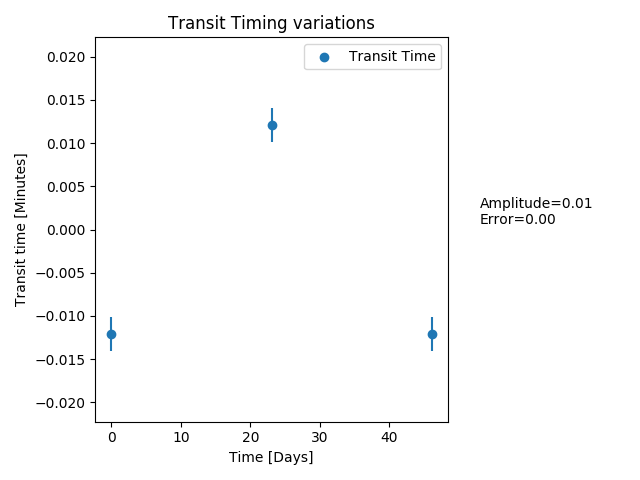 Transit Timing variations
Transit Time
0.020
0.015
0.010
0.005
0.000
−0.005
−0.010
−0.015
−0.020
Transit time [Minutes]
Amplitude=0.01
Error=0.00
0 10 20 30 40
Time [Days]